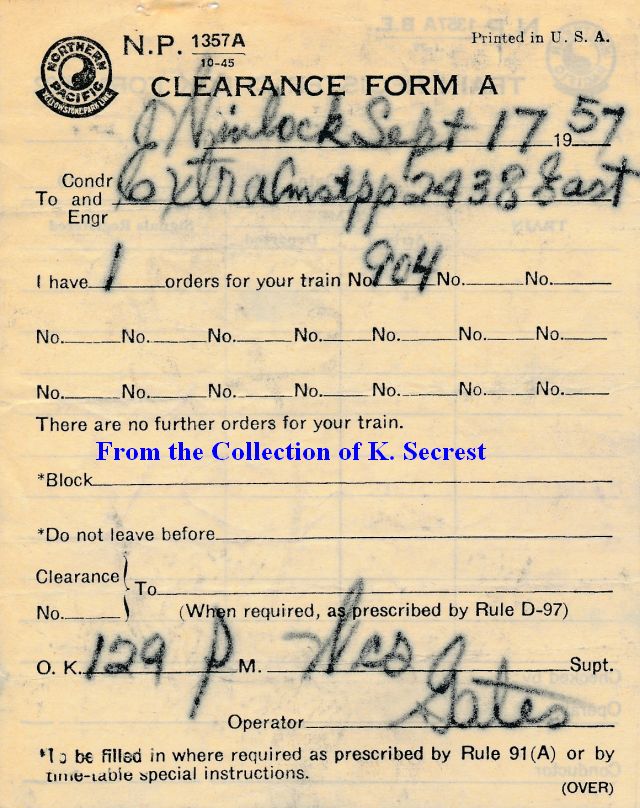 NORTHERN
PACIFIC
YELLOWSTONE PARK LINE
N.P. 1357A
10-45
Printed in U. S. A.
CLEARANCE FORM A
Winlock Sept 17 1957
Condr
To and Extra Cmstpp 2438 East
Engr
I have 1 orders for your train No. 904 No. No.
No. No. No. No. No. No. No.
No. No. No. No. No. No. No.
There are no further orders for your train.
From the Collection of K. Secrest
*Block
*Do not leave before
Clearance
To
No. (When required, as prescribed by Rule D-97)
O. K. 129 P M. Supt.
Operator Gates
*To be filled in where required as prescribed by Rule 91(A) or by
time-table special instructions.
(OVER)